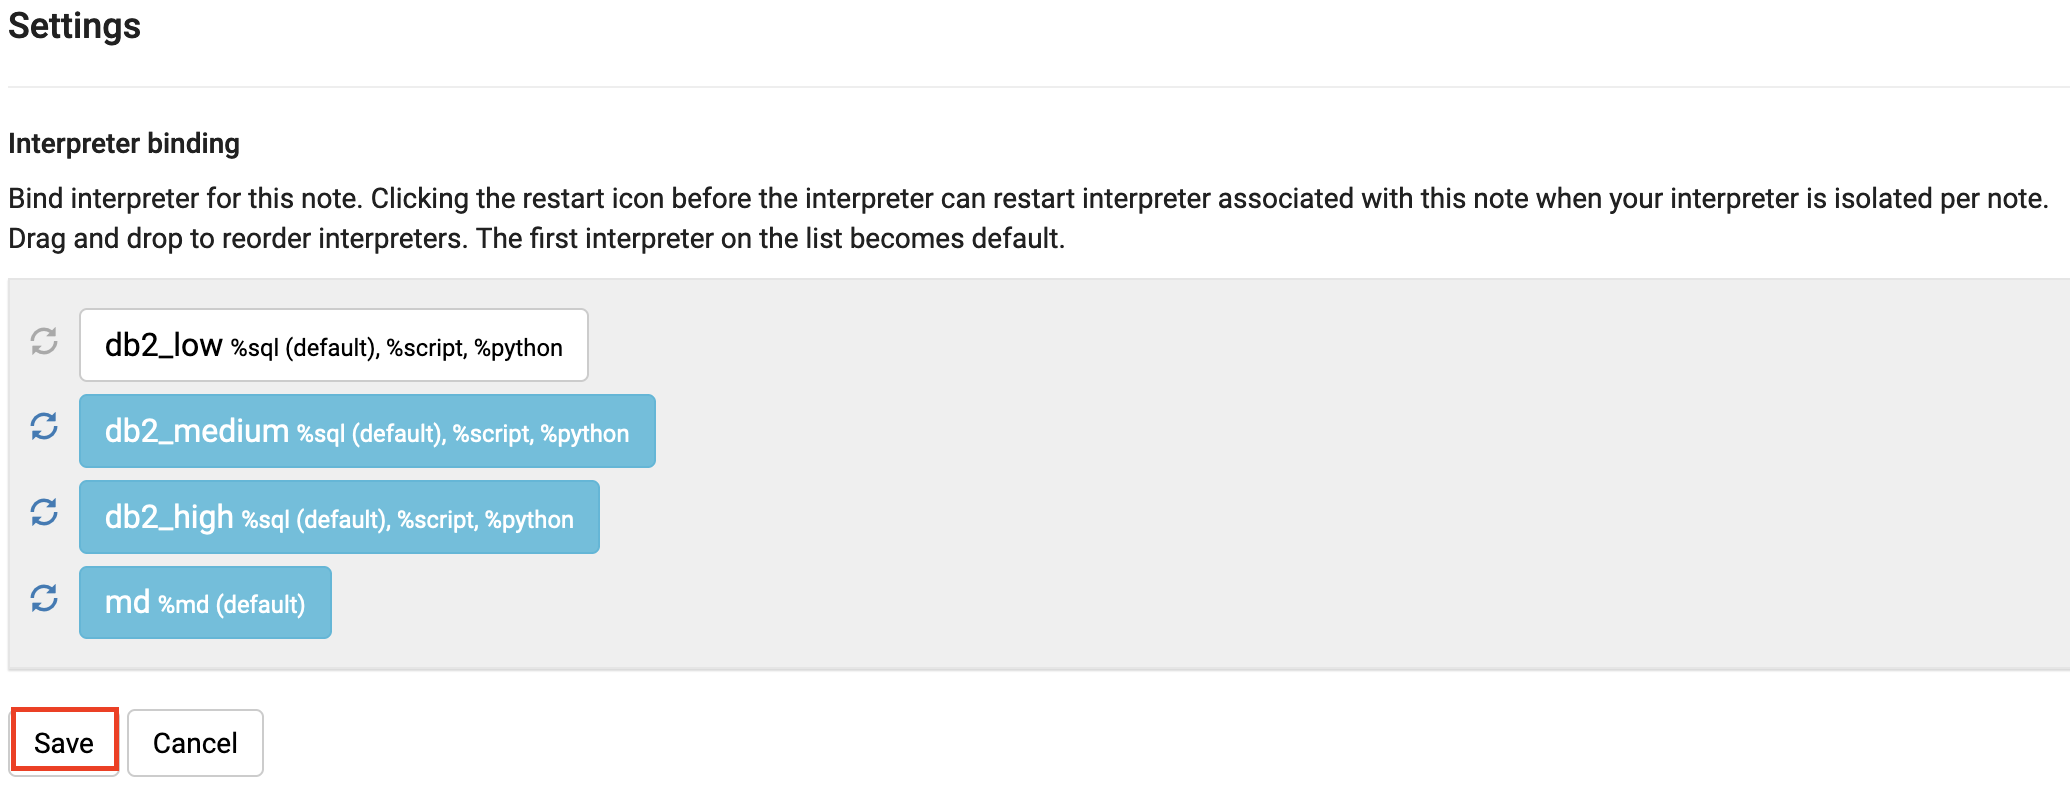 Settings
Interpreter binding
Bind interpreter for this note. Clicking the restart icon before the interpreter can restart interpreter associated with this note when your interpreter is isolated per note.
Drag and drop to reorder interpreters. The first interpreter on the list becomes default.
db2_low %sql (default), %script, %python
db2_medium %sql (default), %script, %python
db2_high %sql (default), %script, %python
md %md (default)
Save Cancel